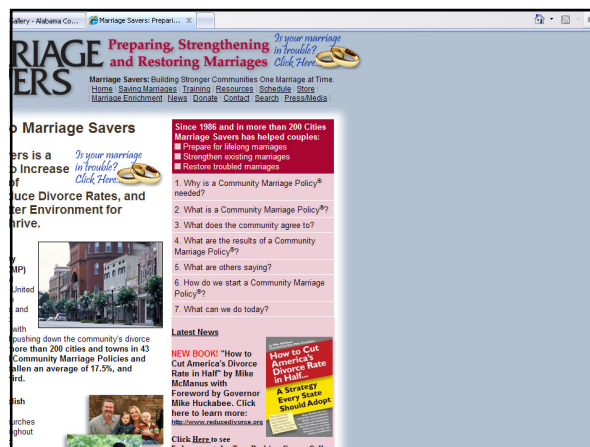 Gallery - Alabama Co...
Marriage Savers: Prepari...
X
RIAGE
ERS
Preparing, Strengthening
and Restoring Marriages
Is your marriage
in trouble?
Click Here...
Marriage Savers: Building Stronger Communities One Marriage at Time.
Home | Saving Marriages | Training | Resources | Schedule | Store |
Marriage Enrichment | News | Donate | Contact | Search | Press/Media |
o Marriage Savers
ers is a
o Increase
of
duce Divorce Rates, and
ter Environment for
hrive.
Is your marriage
in trouble?
Click Here...
y
MP)
United
s and
with
pushing down the community's divorce
more than 200 cities and towns in 43
Community Marriage Policies and
fallen an average of 17.5%, and
ird.
dish
urches
ughout
Since 1986 and in more than 200 Cities
Marriage Savers has helped couples:
Prepare for lifelong marriages
Strengthen existing marriages
Restore troubled marriages
1. Why is a Community Marriage Policy®
needed?
2. What is a Community Marriage Policy®?
3. What does the community agree to?
4. What are the results of a Community
Marriage Policy®?
5. What are others saying?
6. How do we start a Community Marriage
Policy®?
7. What can we do today?
Latest News
NEW BOOK! "How to
Cut America's Divorce
Rate in Half" by Mike
McManus with
Foreword by Governor
Mike Huckabee. Click
here to learn more:
http://www.reducedivorce.org
Click Here to see
How to Cut
America's
Divorce Rate
in Half...
A Strategy
Every State
Should Adopt